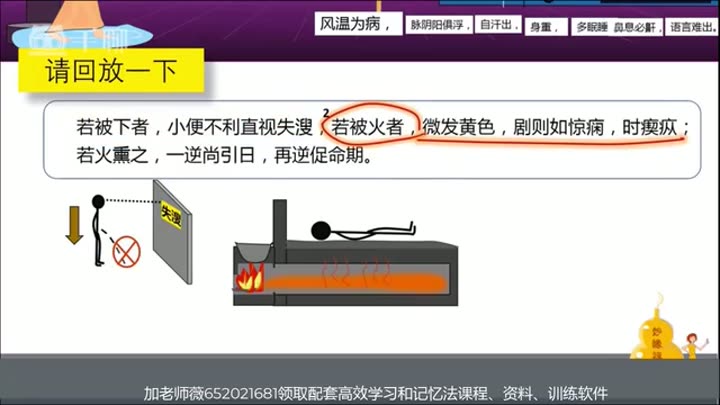 千聊
风温为病，
脉阴阳俱浮，
自汗出，
身重，
多眠睡
鼻息必鼾，
语言难出。
请回放一下
2
若被下者，小便不利直视失溲，若被火者，微发黄色，剧则如惊痫，时瘈疭；
若火熏之，一逆尚引日，再逆促命期。
失溲
加老师薇652021681领取配套高效学习和记忆法课程、资料、训练软件